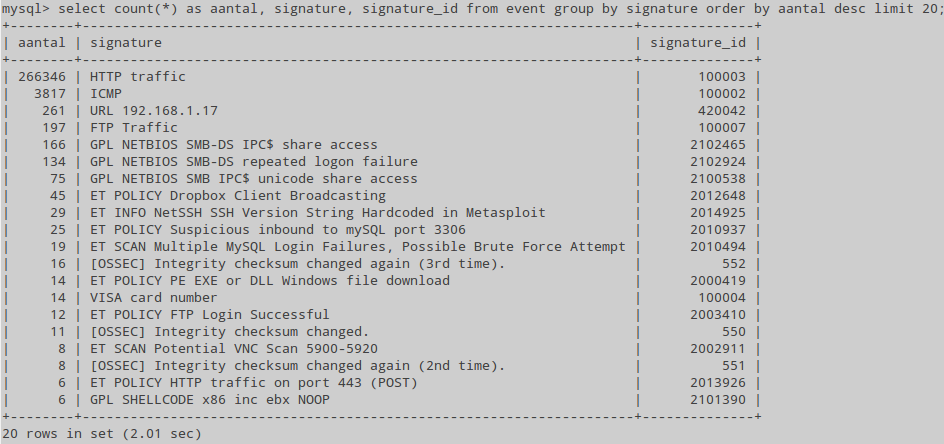 mysql> select count(*) as aantal, signature, signature_id from event group by signature order by aantal desc limit 20;
+--------+--------------------------------------------------------------------+--------------+
| aantal | signature | signature_id |
+--------+--------------------------------------------------------------------+--------------+
| 266346 | HTTP traffic | 100003 |
| 3817 | ICMP | 100002 |
| 261 | URL 192.168.1.17 | 420042 |
| 197 | FTP Traffic | 100007 |
| 166 | GPL NETBIOS SMB-DS IPC$ share access | 2102465 |
| 134 | GPL NETBIOS SMB-DS repeated logon failure | 2102924 |
| 75 | GPL NETBIOS SMB IPC$ unicode share access | 2100538 |
| 45 | ET POLICY Dropbox Client Broadcasting | 2012648 |
| 29 | ET INFO NetSSH SSH Version String Hardcoded in Metasploit | 2014925 |
| 25 | ET POLICY Suspicious inbound to mySQL port 3306 | 2010937 |
| 19 | ET SCAN Multiple MySQL Login Failures, Possible Brute Force Attempt | 2010494 |
| 16 | [OSSEC] Integrity checksum changed again (3rd time). | 552 |
| 14 | ET POLICY PE EXE or DLL Windows file download | 2000419 |
| 14 | VISA card number | 100004 |
| 12 | ET POLICY FTP Login Successful | 2003410 |
| 11 | [OSSEC] Integrity checksum changed. | 550 |
| 8 | ET SCAN Potential VNC Scan 5900-5920 | 2002911 |
| 8 | [OSSEC] Integrity checksum changed again (2nd time). | 551 |
| 6 | ET POLICY HTTP traffic on port 443 (POST) | 2013926 |
| 6 | GPL SHELLCODE x86 inc ebx NOOP | 2101390 |
+--------+--------------------------------------------------------------------+--------------+
20 rows in set (2.01 sec)